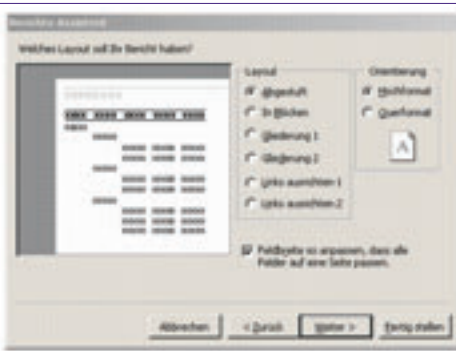 Berichts-Assistent
Welches Layout soll Ihr Bericht haben?
Layout
Abgestuft
In Blöcken
Gliederung 1
Gliederung 2
Links ausrichten 1
Links ausrichten 2
Orientierung
Hochformat
Querformat
A
Feldbreite so anpassen, dass alle
Felder auf eine Seite passen.
Abbrechen
< Zurück
Weiter >
Fertig stellen